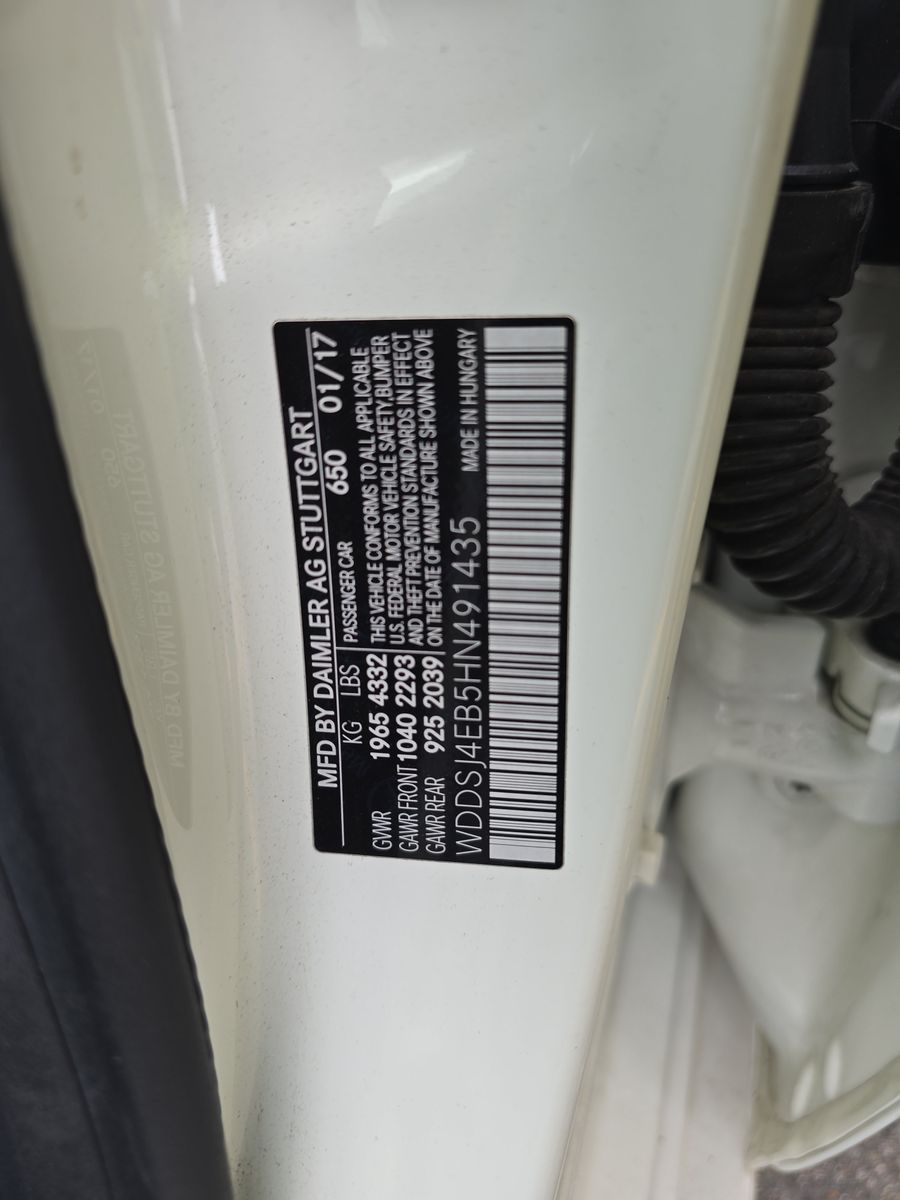 MFD BY DAIMLER AG STUTTGART
650 01/17
KG LBS PASSENGER CAR
GVWR 1965 4332 THIS VEHICLE CONFORMS TO ALL APPLICABLE
GAWR FRONT 1040 2293 U.S. FEDERAL MOTOR VEHICLE SAFETY,BUMPER
AND THEFT PREVENTION STANDARDS IN EFFECT
GAWR REAR 925 2039 ON THE DATE OF MANUFACTURE SHOWN ABOVE
WDDSJ4EB5HN491435 MADE IN HUNGARY